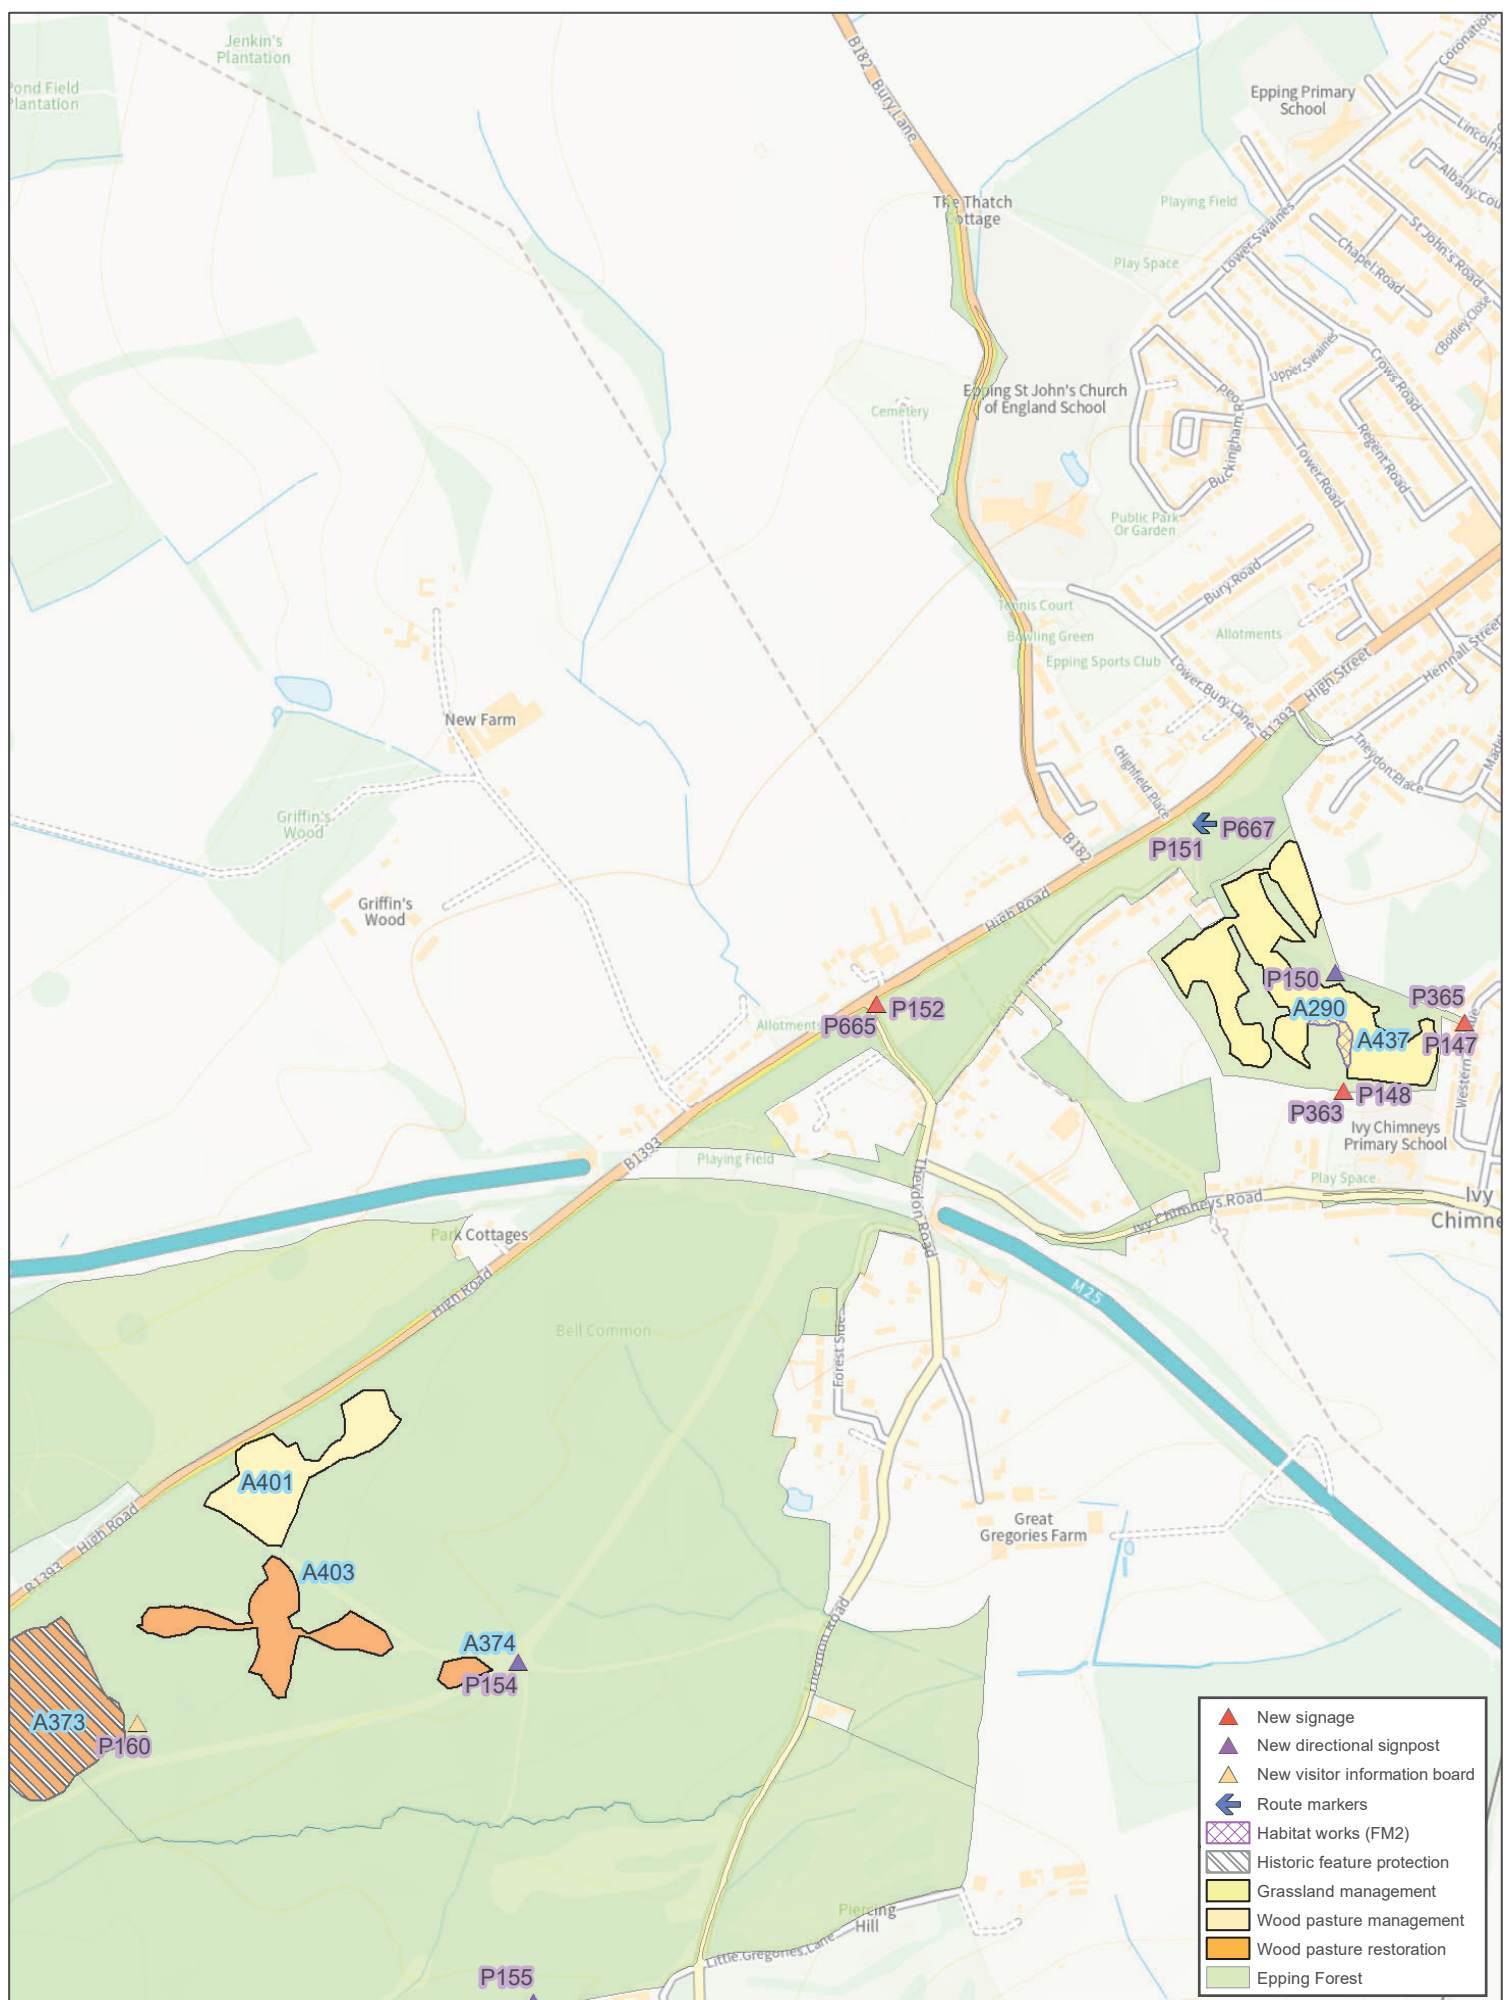 Jenkin's
Plantation
Pond Field
Plantation
B182
Bury Lane
Coronation
Epping Primary
School
Lincolns
Albany Cou
The Thatch
Cottage
Playing Field
Lower Swaines
St John's Road
Chapel Road
Play Space
Bodley Close
Upper Swaines
Crows Road
Epping St John's Church
of England School
Cemetery
Buckingham Road
Regent Road
Tower Road
Public Park
Or Garden
Bury Road
Tennis Court
Bowling Green
Allotments
Epping Sports Club
Hemnall Street
High Street
Lower Bury Lane
B1393
New Farm
Theydon Place
Highfield Place
Griffin's
Wood
P667
P151
B182
Griffin's
Wood
High Road
P150
P365
A290
P152
P665
Allotments
A437
P147
Western
P148
P363
Ivy Chimneys
Primary School
B1393
Playing Field
Play Space
Theydon Road
Ivy Chimneys Road
Ivy
Chimne
Park Cottages
High Road
M25
Bell Common
Forest Side
A401
High Road
Great
Gregories Farm
B1393
A403
Theydon Road
A374
P154
A373
P160
Piercing
Hill
Little Gregories Lane
P155
New signage
New directional signpost
New visitor information board
Route markers
Habitat works (FM2)
Historic feature protection
Grassland management
Wood pasture management
Wood pasture restoration
Epping Forest